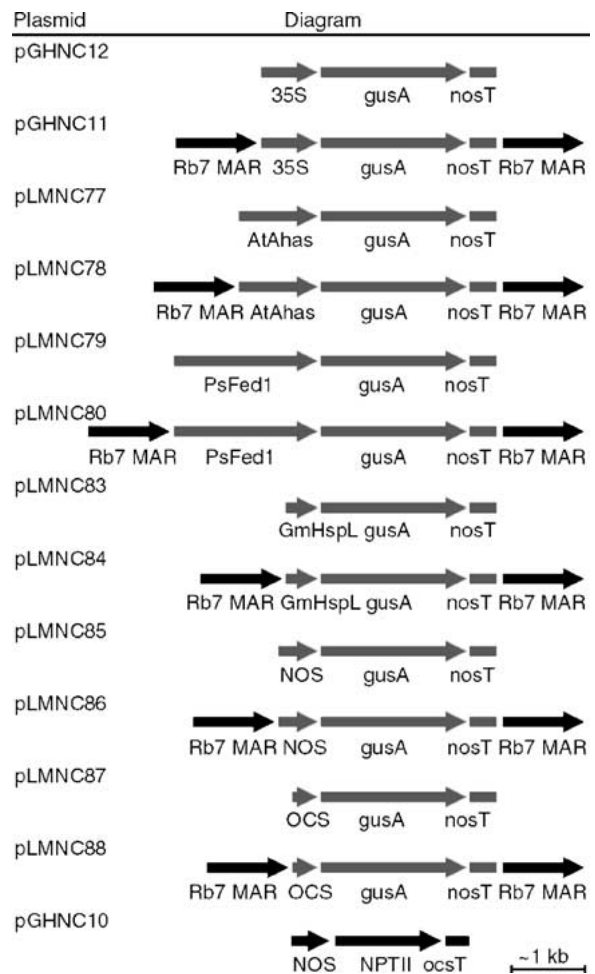 Plasmid Diagram
pGHNC12
35S gusA nosT
pGHNC11
Rb7 MAR 35S gusA nosT Rb7 MAR
pLMNC77
AtAhas gusA nosT
pLMNC78
Rb7 MAR AtAhas gusA nosT Rb7 MAR
pLMNC79
PsFed1 gusA nosT
pLMNC80
Rb7 MAR PsFed1 gusA nosT Rb7 MAR
pLMNC83
GmHspL gusA nosT
pLMNC84
Rb7 MAR GmHspL gusA nosT Rb7 MAR
pLMNC85
NOS gusA nosT
pLMNC86
Rb7 MAR NOS gusA nosT Rb7 MAR
pLMNC87
OCS gusA nosT
pLMNC88
Rb7 MAR OCS gusA nosT Rb7 MAR
pGHNC10
NOS NPTII ocsT ~1 kb